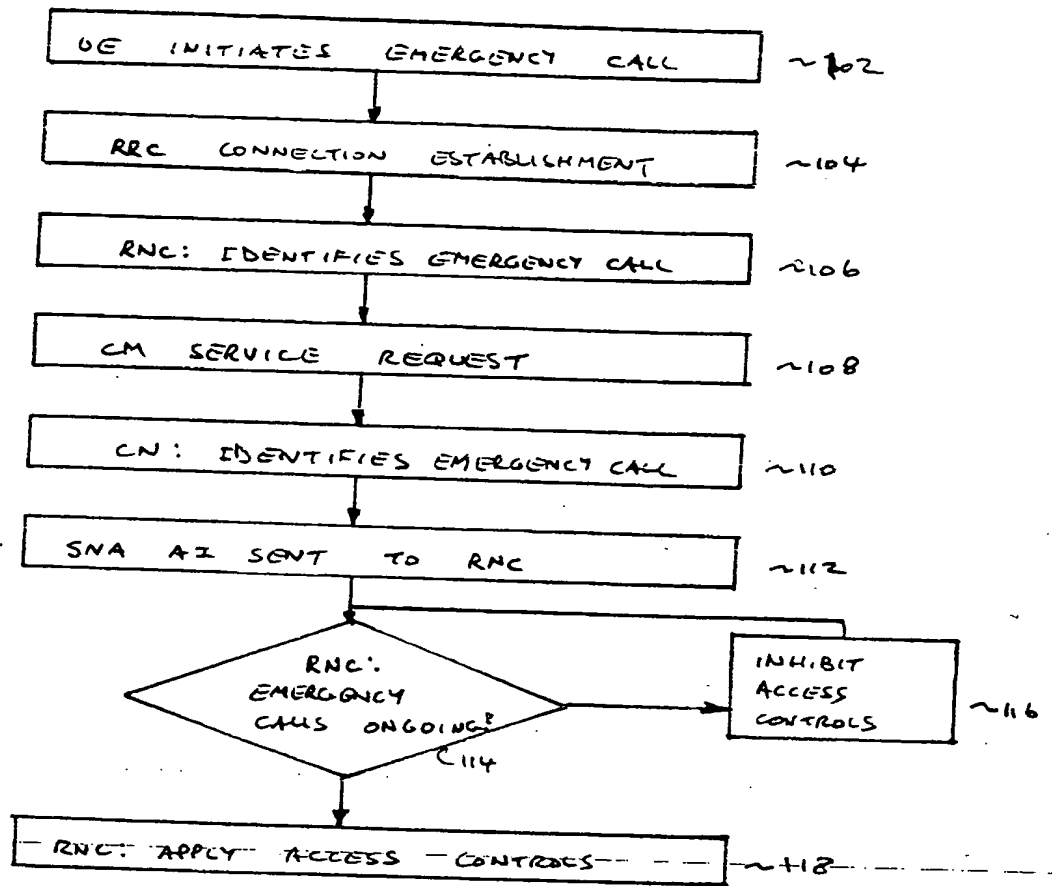 UE INITIATES EMERGENCY CALL ~102
RRC CONNECTION ESTABLISHMENT ~104
RNC: IDENTIFIES EMERGENCY CALL ~106
CM SERVICE REQUEST ~108
CN: IDENTIFIES EMERGENCY CALL ~110
SNA AI SENT TO RNC ~112
RNC:
EMERGENCY
CALLS ONGOING?
114
INHIBIT
ACCESS
CONTROLS
~116
RNC: APPLY ACCESS CONTROLS ~118